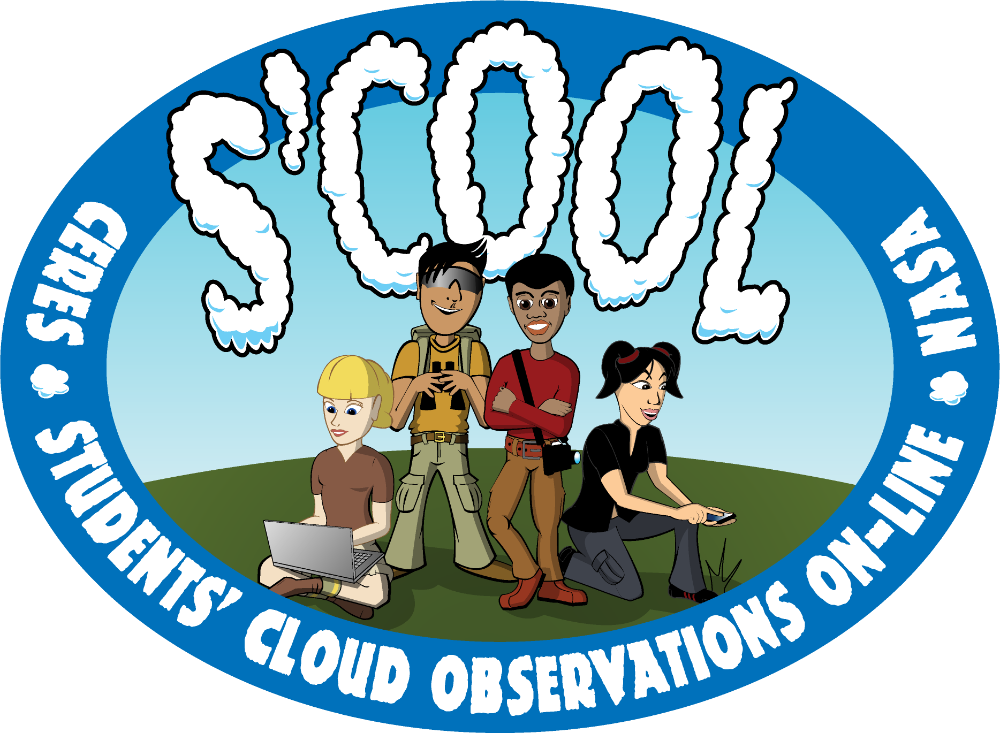 S'COOL
CERES
STUDENTS' CLOUD OBSERVATIONS ON-LINE
NASA